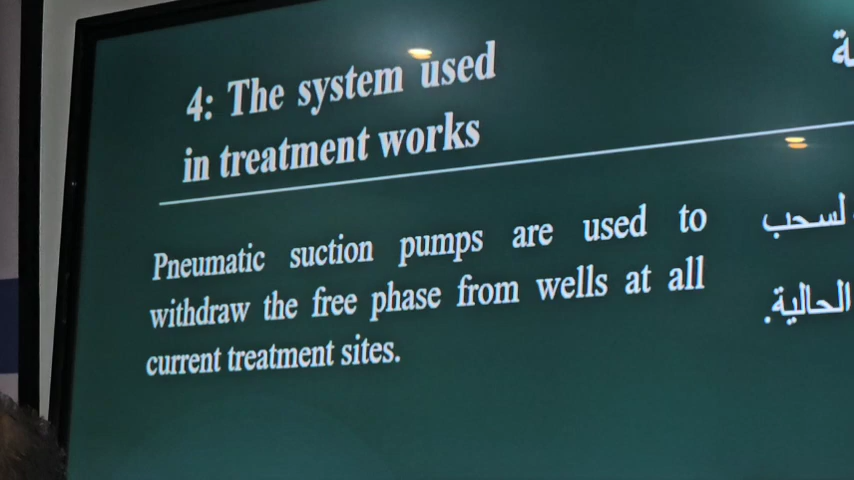 4: The system used
in treatment works
Pneumatic suction pumps are used to
withdraw the free phase from wells at all
current treatment sites.
لسحب
الحالية.